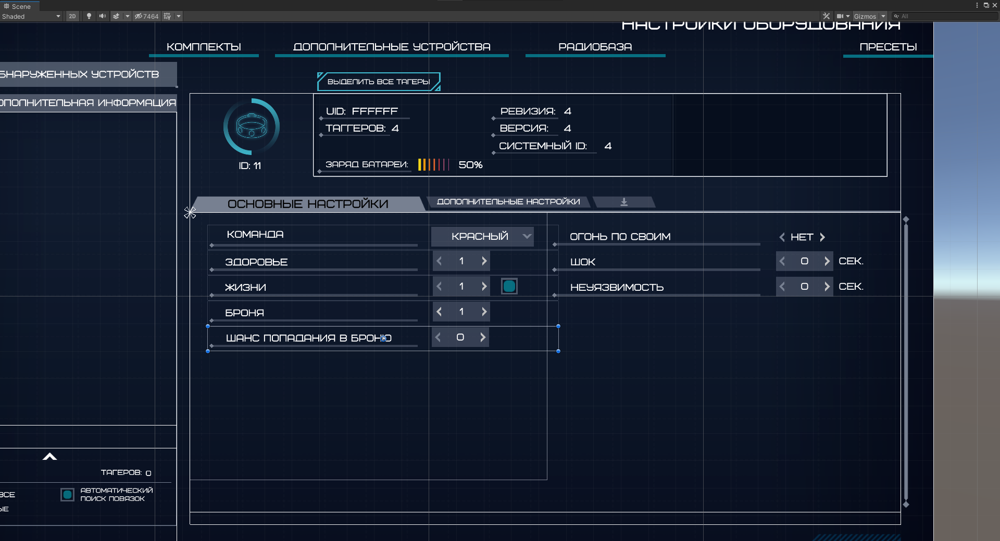 Scene
Shaded
2D
7464
Gizmos
All
НАСТРОЙКИ ОБОРУДОВАНИЯ
КОМПЛЕКТЫ
ДОПОЛНИТЕЛЬНЫЕ УСТРОЙСТВА
РАДИОБАЗА
ПРЕСЕТЫ
БНАРУЖЕННЫХ УСТРОЙСТВ
ОПОЛНИТЕЛЬНАЯ ИНФОРМАЦИЯ
ВЫДЕЛИТЬ ВСЕ ТАГЕРЫ
UID: FFFFFF
РЕВИЗИЯ: 4
ТАГГЕРОВ: 4
ВЕРСИЯ: 4
СИСТЕМНЫЙ ID: 4
ЗАРЯД БАТАРЕИ: 50%
ID: 11
ОСНОВНЫЕ НАСТРОЙКИ
ДОПОЛНИТЕЛЬНЫЕ НАСТРОЙКИ
КОМАНДА
КРАСНЫЙ
ОГОНЬ ПО СВОИМ
НЕТ
ЗДОРОВЬЕ
1
ШОК
0
СЕК.
ЖИЗНИ
1
НЕУЯЗВИМОСТЬ
0
СЕК.
БРОНЯ
1
ШАНС ПОПАДАНИЯ В БРОНЮ
0
ТАГЕРОВ: 0
ВСЕ
АВТОМАТИЧЕСКИЙ
ПОИСК ПОВЯЗОК
ЫЕ